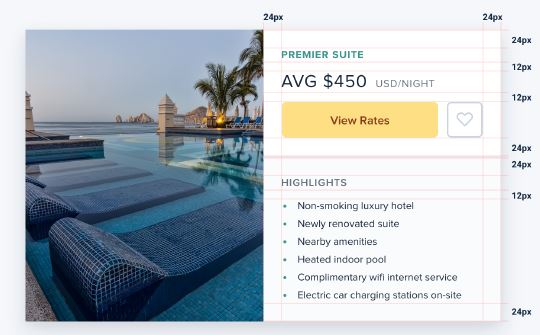 24px 24px
24px
PREMIER SUITE
12px
AVG $450 USD/NIGHT
12px
View Rates
24px
24px
HIGHLIGHTS
12px
Non-smoking luxury hotel
Newly renovated suite
Nearby amenities
Heated indoor pool
Complimentary wifi internet service
Electric car charging stations on-site
24px